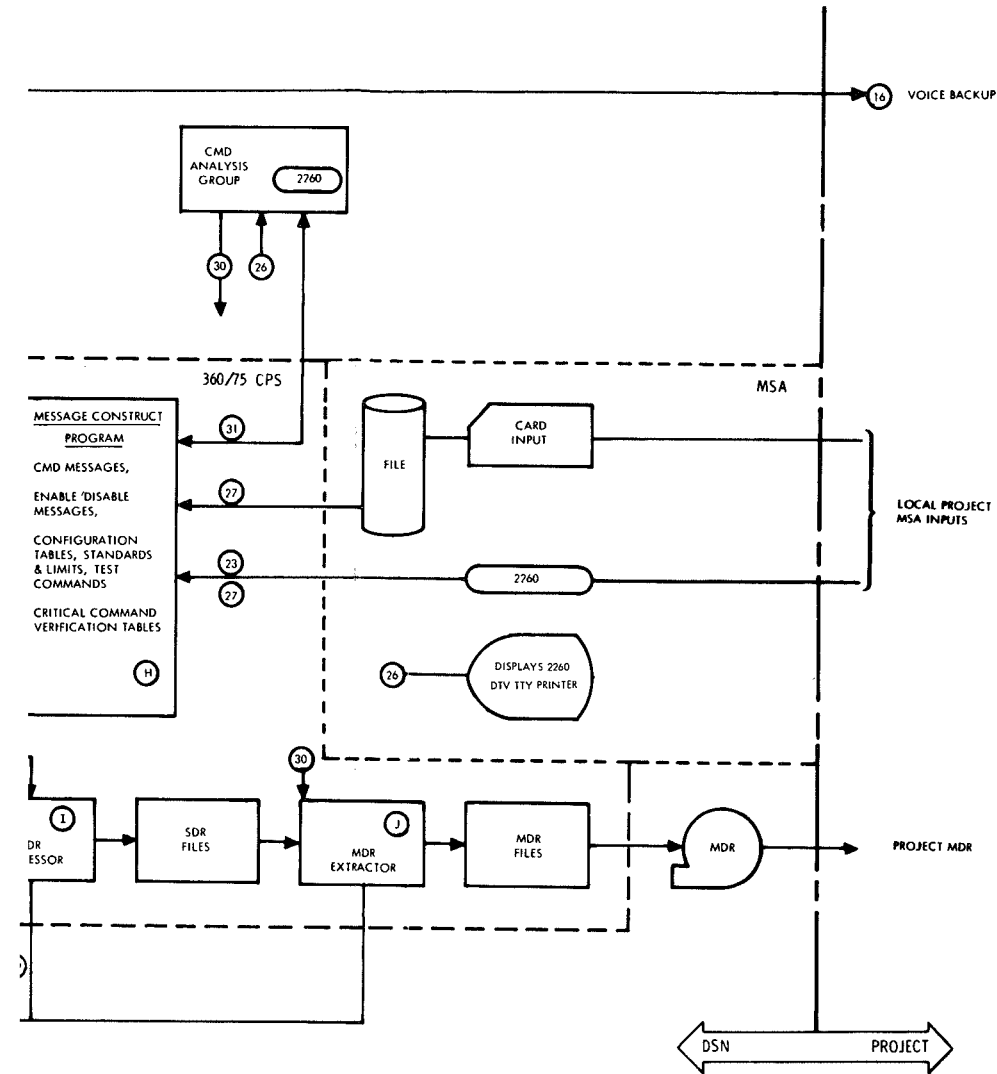 16 VOICE BACKUP
CMD
ANALYSIS
GROUP
2760
30
26
360/75 CPS
MSA
MESSAGE CONSTRUCT
PROGRAM
CMD MESSAGES,
ENABLE 'DISABLE
MESSAGES,
CONFIGURATION
TABLES, STANDARDS
& LIMITS, TEST
COMMANDS
CRITICAL COMMAND
VERIFICATION TABLES
H
31
27
23
27
FILE
CARD
INPUT
2760
LOCAL PROJECT
MSA INPUTS
26
DISPLAYS 2260
DTV TTY PRINTER
30
I
DR
ESSOR
SDR
FILES
J
MDR
EXTRACTOR
MDR
FILES
MDR
PROJECT MDR
DSN
PROJECT